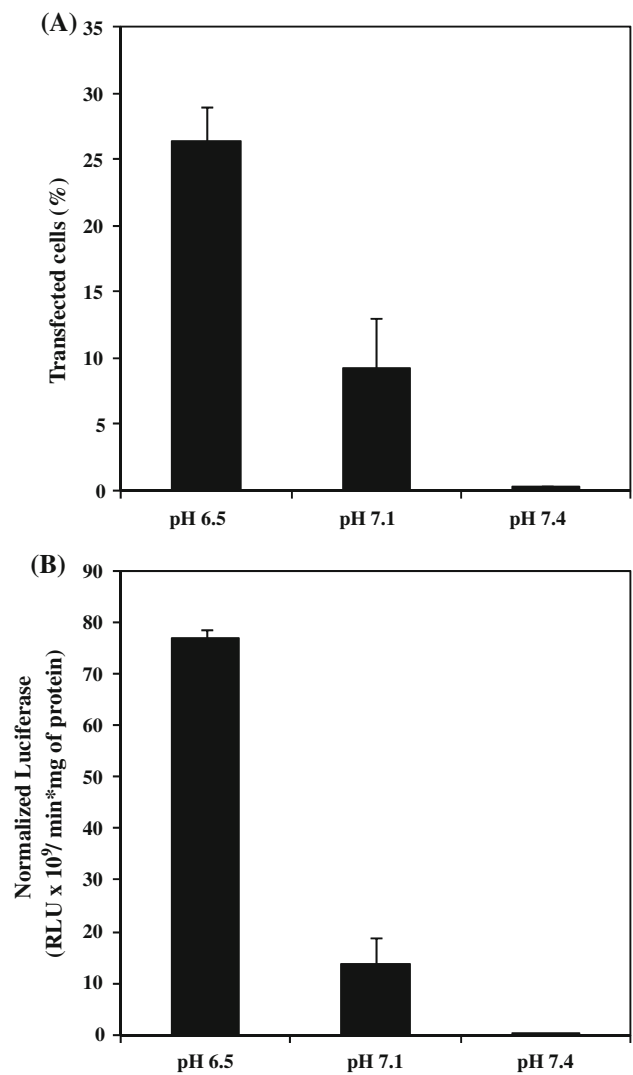 (A)
35
30
25
20
15
10
5
0
Transfected cells (%)
pH 6.5
pH 7.1
pH 7.4
(B)
90
80
70
60
50
40
30
20
10
0
Normalized Luciferase
(RLU x 10⁹/ min*mg of protein)
pH 6.5
pH 7.1
pH 7.4